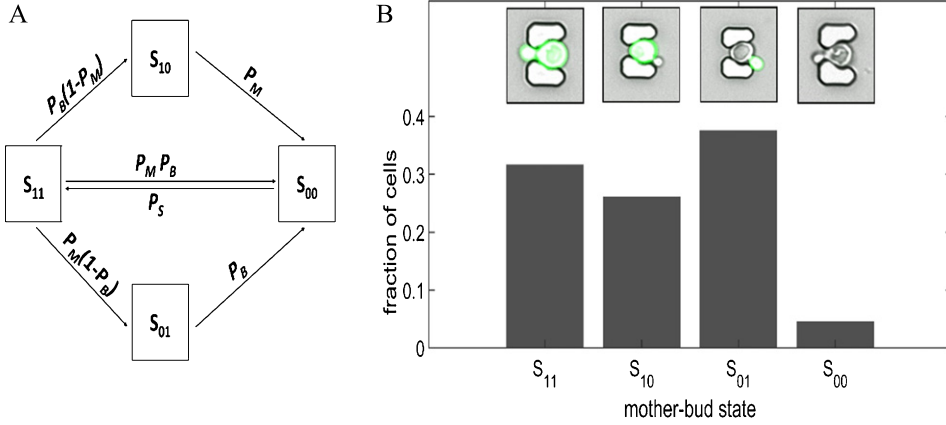 A
S10
PB(1-PM)
PM
S11
PM PB
PS
S00
PM(1-PB)
PB
S01
B
fraction of cells
0.4
0.3
0.2
0.1
0
S11 S10 S01 S00
mother-bud state